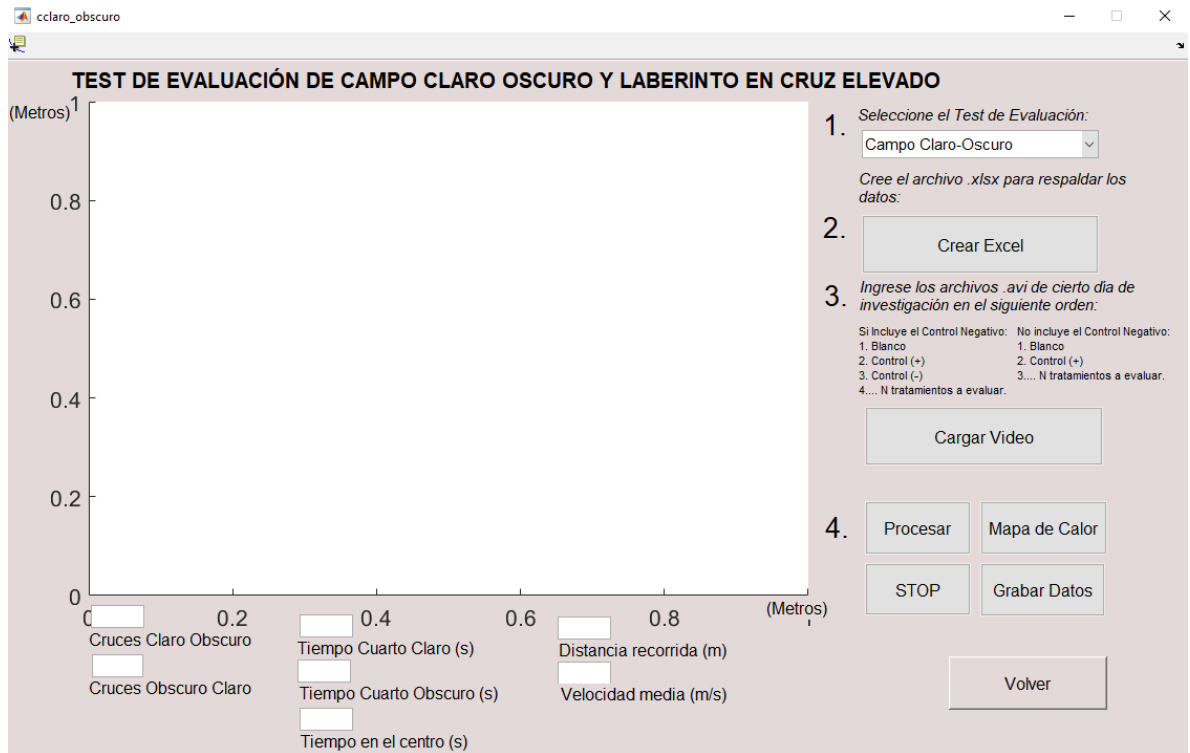 cclaro_obscuro
TEST DE EVALUACIÓN DE CAMPO CLARO OSCURO Y LABERINTO EN CRUZ ELEVADO
(Metros)
1
0.8
0.6
0.4
0.2
0
0
0.2
0.4
0.6
0.8
(Metros)
Cruces Claro Obscuro
Cruces Obscuro Claro
Tiempo Cuarto Claro (s)
Tiempo Cuarto Obscuro (s)
Tiempo en el centro (s)
Distancia recorrida (m)
Velocidad media (m/s)
1.
Seleccione el Test de Evaluación:
Campo Claro-Oscuro
Cree el archivo .xlsx para respaldar los
datos:
2.
Crear Excel
3.
Ingrese los archivos .avi de cierto día de
investigación en el siguiente orden:
Si Incluye el Control Negativo:
1. Blanco
2. Control (+)
3. Control (-)
4.... N tratamientos a evaluar.
No incluye el Control Negativo:
1. Blanco
2. Control (+)
3.... N tratamientos a evaluar.
Cargar Video
4.
Procesar
Mapa de Calor
STOP
Grabar Datos
Volver